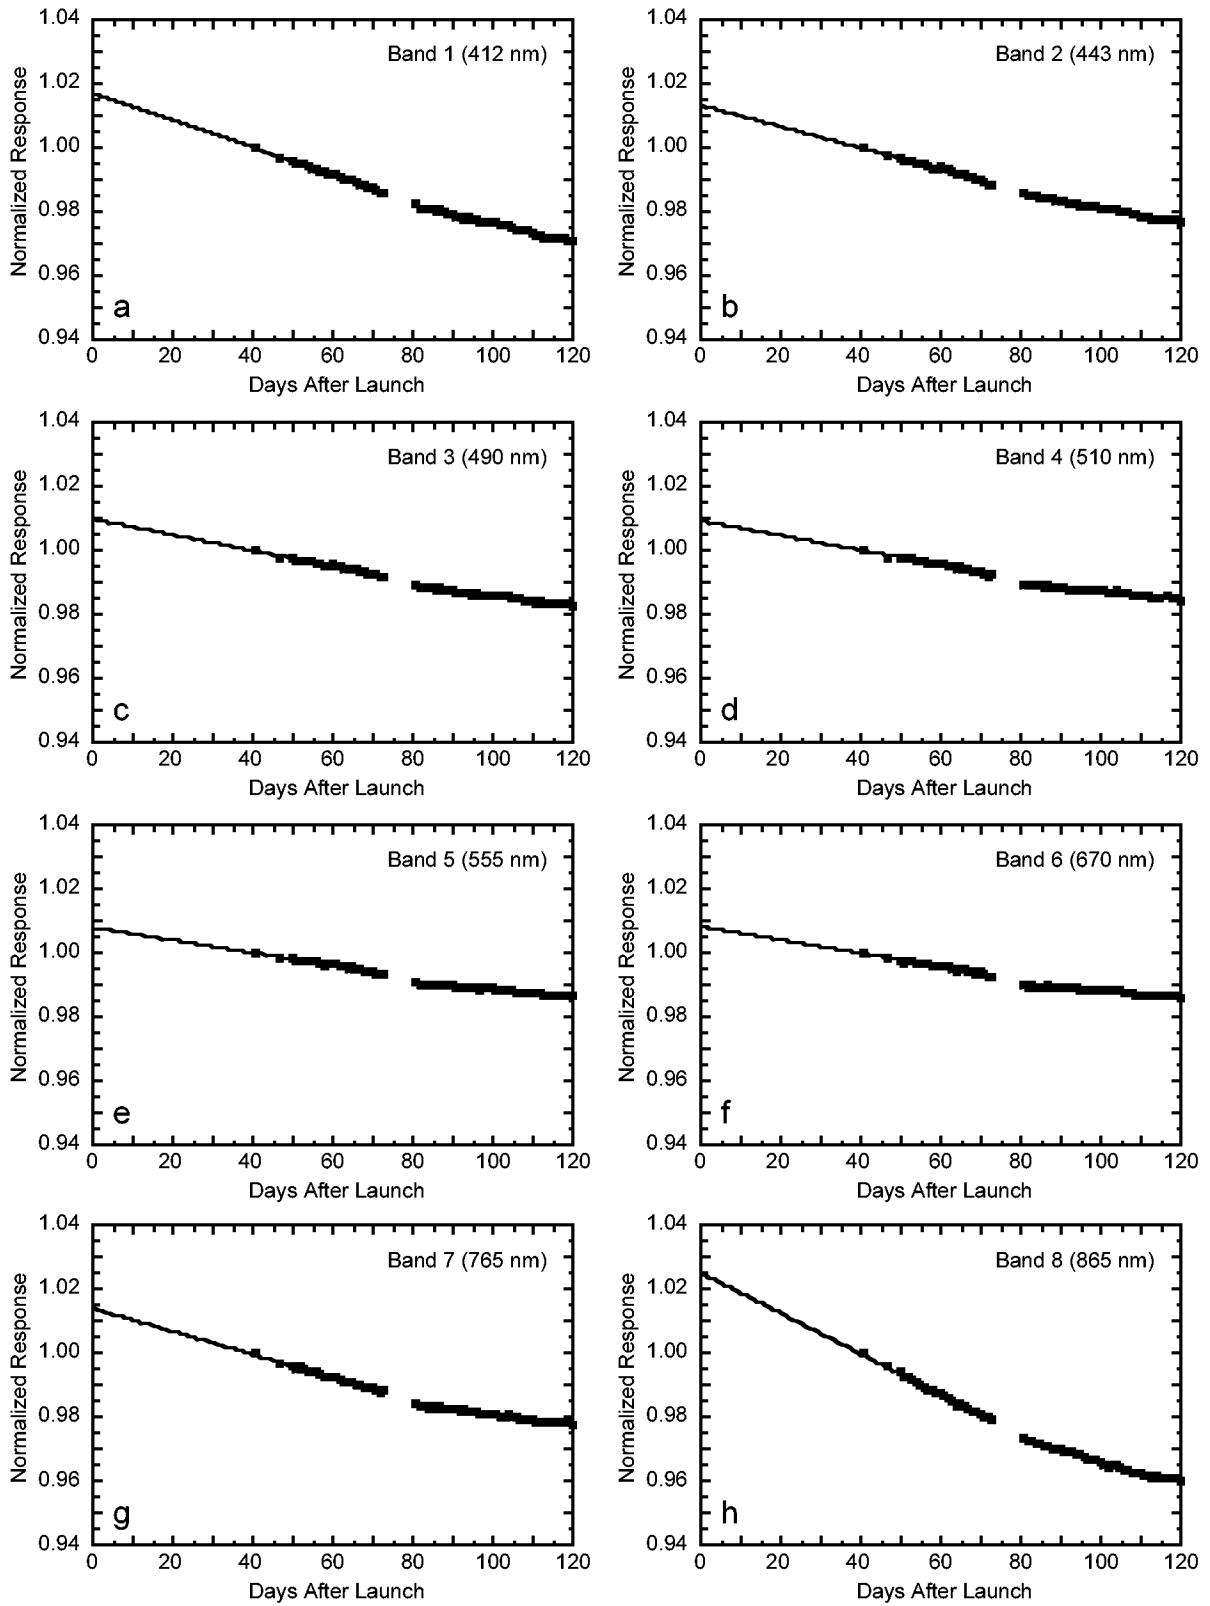 1.04
1.02
1.00
0.98
0.96
0.94
Normalized Response
Band 1 (412 nm)
a
0 20 40 60 80 100 120
Days After Launch
1.04
1.02
1.00
0.98
0.96
0.94
Normalized Response
Band 2 (443 nm)
b
0 20 40 60 80 100 120
Days After Launch
1.04
1.02
1.00
0.98
0.96
0.94
Normalized Response
Band 3 (490 nm)
c
0 20 40 60 80 100 120
Days After Launch
1.04
1.02
1.00
0.98
0.96
0.94
Normalized Response
Band 4 (510 nm)
d
0 20 40 60 80 100 120
Days After Launch
1.04
1.02
1.00
0.98
0.96
0.94
Normalized Response
Band 5 (555 nm)
e
0 20 40 60 80 100 120
Days After Launch
1.04
1.02
1.00
0.98
0.96
0.94
Normalized Response
Band 6 (670 nm)
f
0 20 40 60 80 100 120
Days After Launch
1.04
1.02
1.00
0.98
0.96
0.94
Normalized Response
Band 7 (765 nm)
g
0 20 40 60 80 100 120
Days After Launch
1.04
1.02
1.00
0.98
0.96
0.94
Normalized Response
Band 8 (865 nm)
h
0 20 40 60 80 100 120
Days After Launch